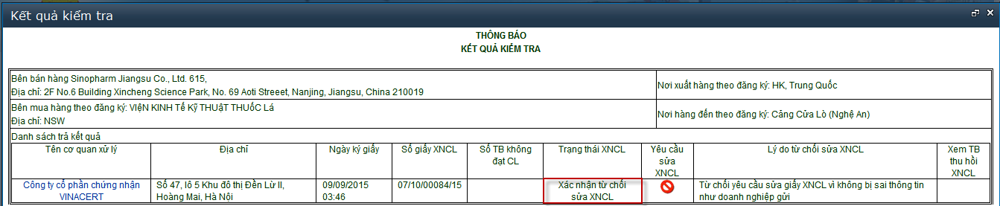 Kết quả kiểm tra
THÔNG BÁO
KẾT QUẢ KIỂM TRA
Bên bán hàng Sinopharm Jiangsu Co., Ltd. 615,
Địa chỉ: 2F No.6 Building Xincheng Science Park, No. 69 Aoti Streeet, Nanjing, Jiangsu, China 210019
Nơi xuất hàng theo đăng ký: HK, Trung Quốc
Bên mua hàng theo đăng ký: VIệN KINH Tế Kỹ THUậT THUốC Lá
Địa chỉ: NSW
Nơi hàng đến theo đăng ký: Cảng Cửa Lò (Nghệ An)
Danh sách trả kết quả
Tên cơ quan xử lý
Địa chỉ
Ngày ký giấy
Số giấy XNCL
Số TB không
đạt CL
Trạng thái XNCL
Yêu cầu
sửa
XNCL
Lý do từ chối sửa XNCL
Xem TB
thu hồi
XNCL
Công ty cổ phần chứng nhận
VINACERT
Số 47, lô 5 Khu đô thị Đền Lừ II,
Hoàng Mai, Hà Nội
09/09/2015
03:46
07/10/00084/15
Xác nhận từ chối
sửa XNCL
Từ chối yêu cầu sửa giấy XNCL vì không bị sai thông tin
như doanh nghiệp gửi